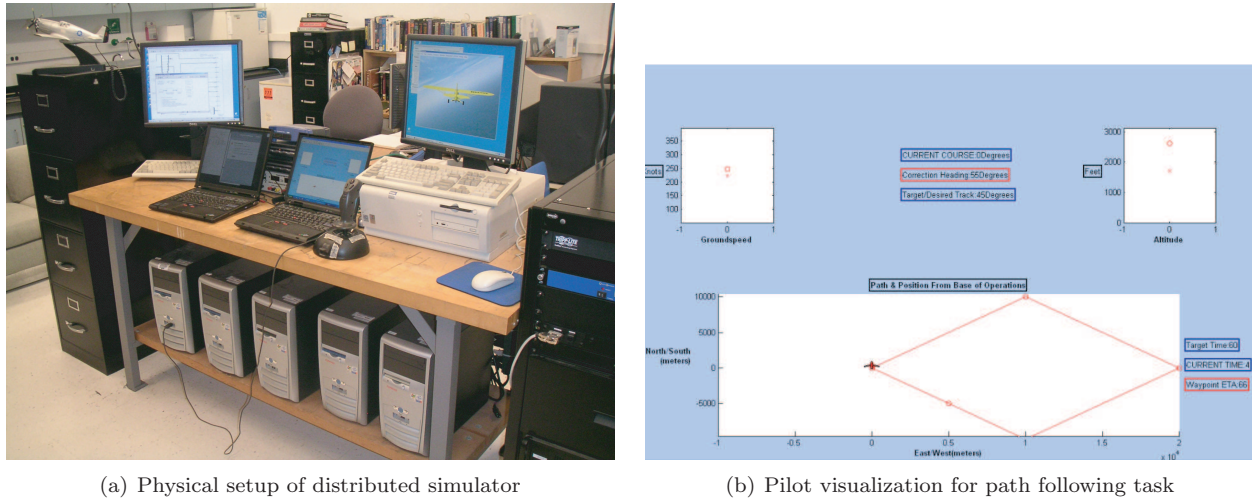 TRIPP-LITE
350
300
250
200
150
100
-1 0 1
Groundspeed
CURRENT COURSE:0Degrees
Correction Heading:55Degrees
Target/Desired Track:45Degrees
Feet
3000
2000
1000
0
-1 0 1
Altitude
Path & Position From Base of Operations
10000
5000
0
-5000
North/South
(meters)
-1 -0.5 0 0.5 1 1.5 2
East/West(meters)
Target Time:60
CURRENT TIME:4
Waypoint ETA:66
(a) Physical setup of distributed simulator
(b) Pilot visualization for path following task